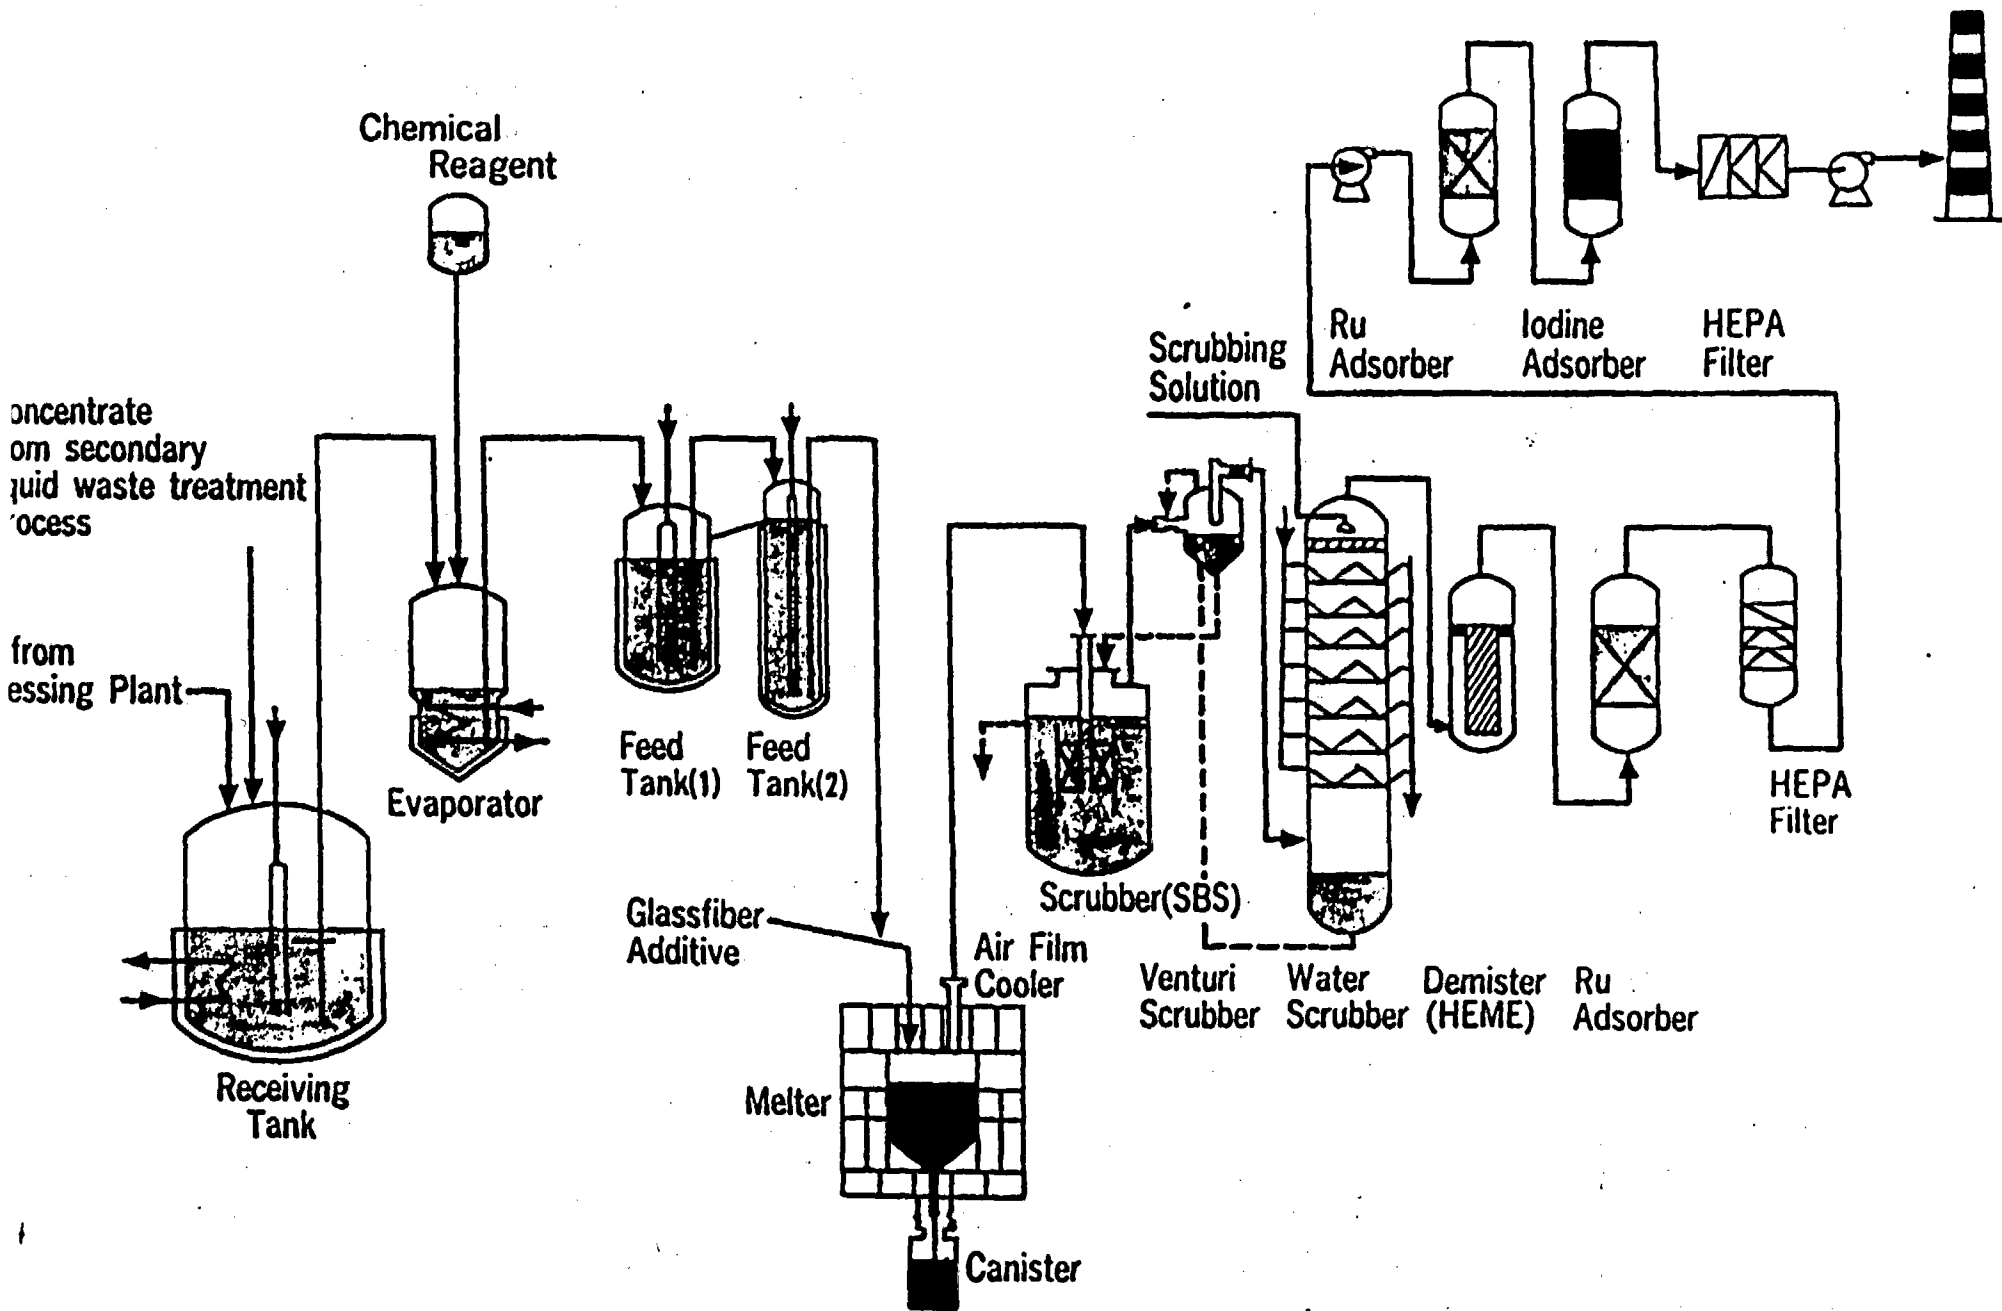 Chemical
Reagent
oncentrate
om secondary
quid waste treatment
rocess
from
essing Plant
Receiving
Tank
Evaporator
Feed
Tank(1)
Feed
Tank(2)
Glassfiber
Additive
Melter
Canister
Air Film
Cooler
Scrubber(SBS)
Scrubbing
Solution
Venturi
Scrubber
Water
Scrubber
Demister
(HEME)
Ru
Adsorber
HEPA
Filter
Ru
Adsorber
Iodine
Adsorber
HEPA
Filter